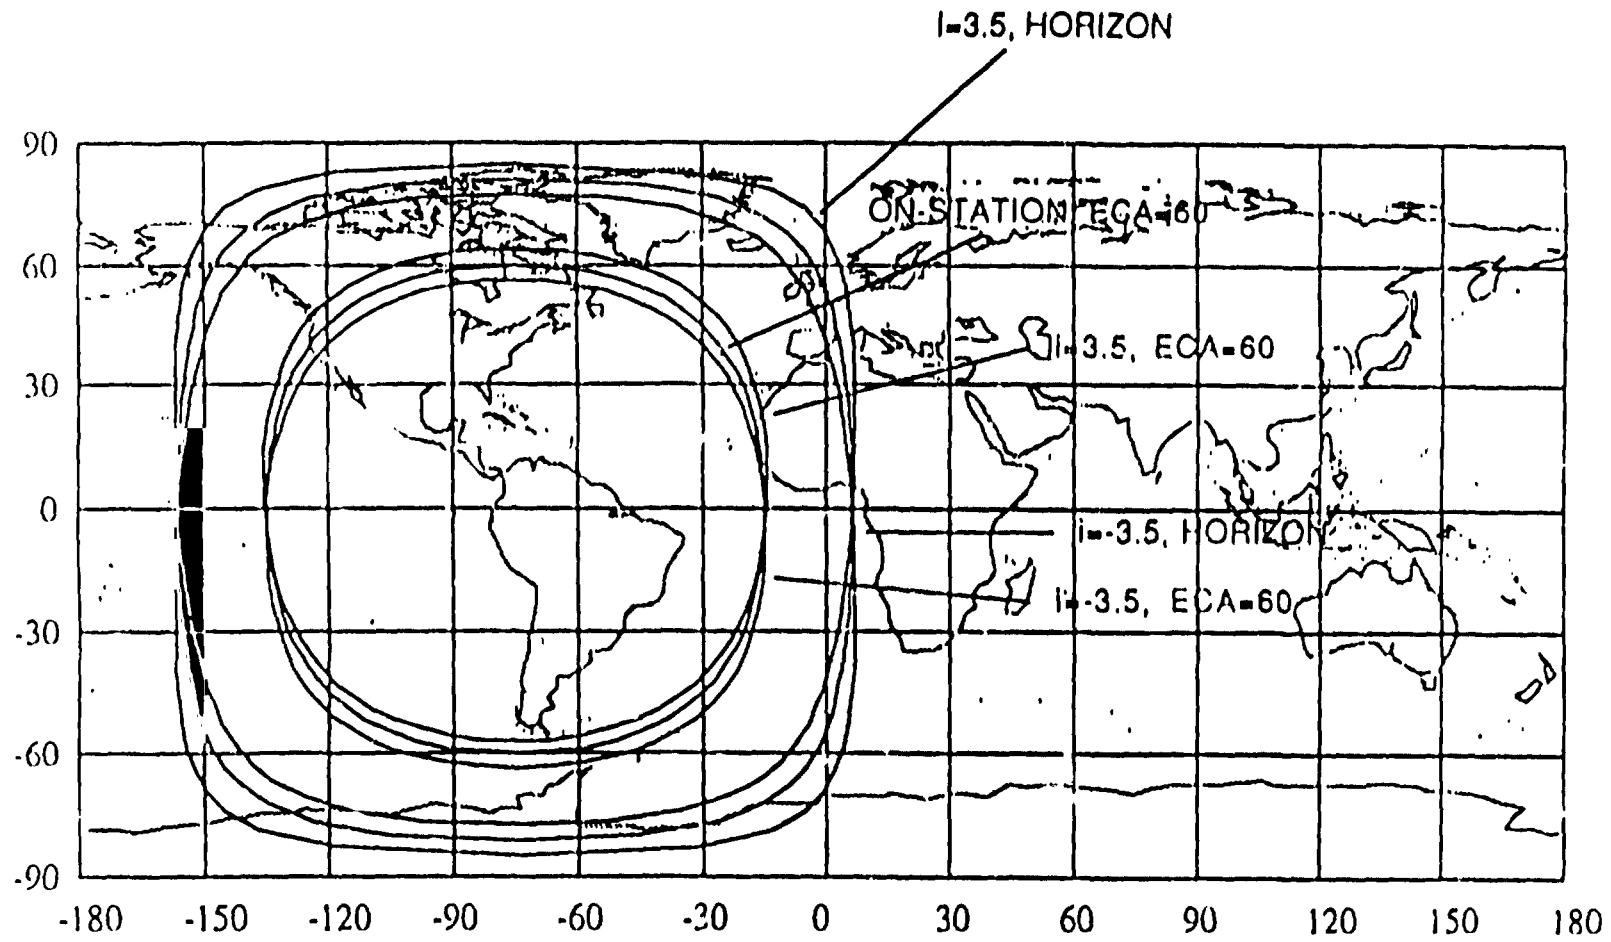 I=3.5, HORIZON
90
ON-STATION, ECA=60
60
i=3.5, ECA=60
30
0
i=-3.5, HORIZON
i=-3.5, ECA=60
-30
-60
-90
-180 -150 -120 -90 -60 -30 0 30 60 90 120 150 180